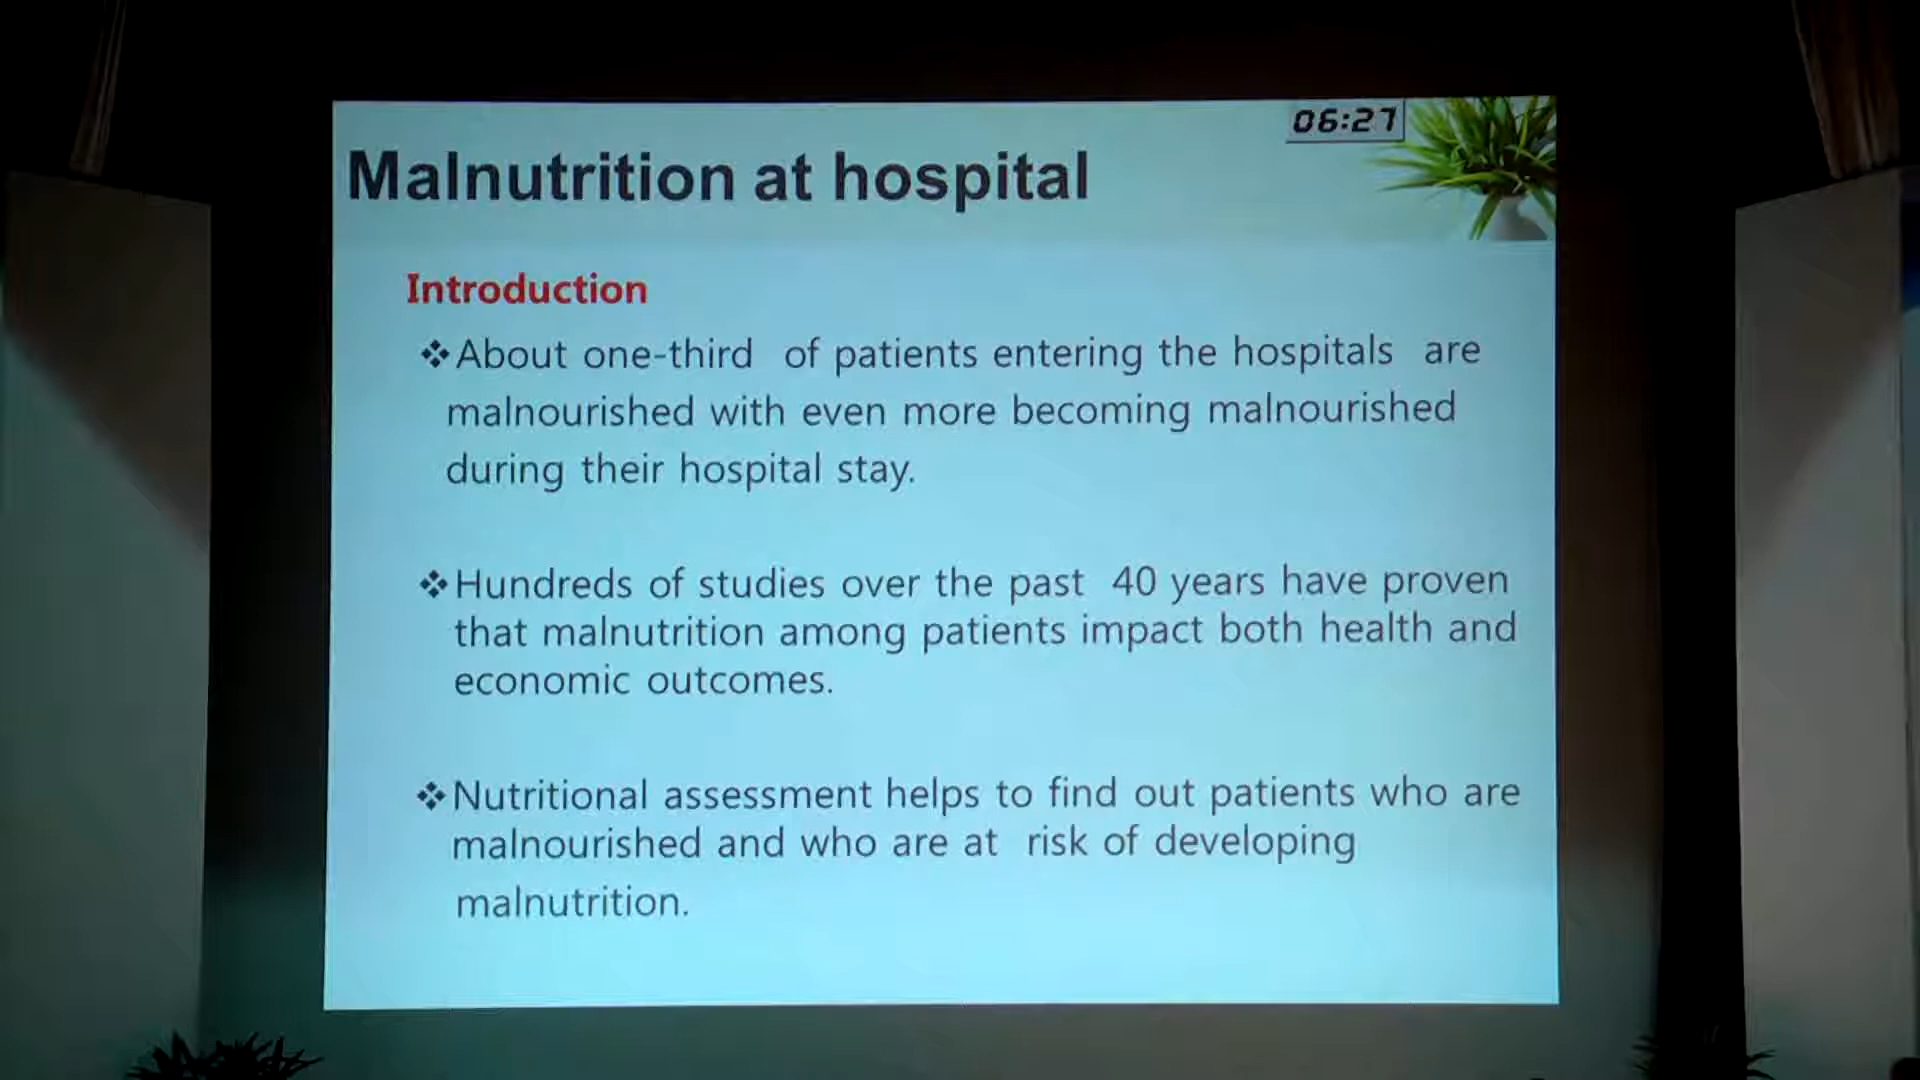 06:27
Malnutrition at hospital
Introduction
❖About one-third of patients entering the hospitals are
malnourished with even more becoming malnourished
during their hospital stay.
❖Hundreds of studies over the past 40 years have proven
that malnutrition among patients impact both health and
economic outcomes.
❖Nutritional assessment helps to find out patients who are
malnourished and who are at risk of developing
malnutrition.